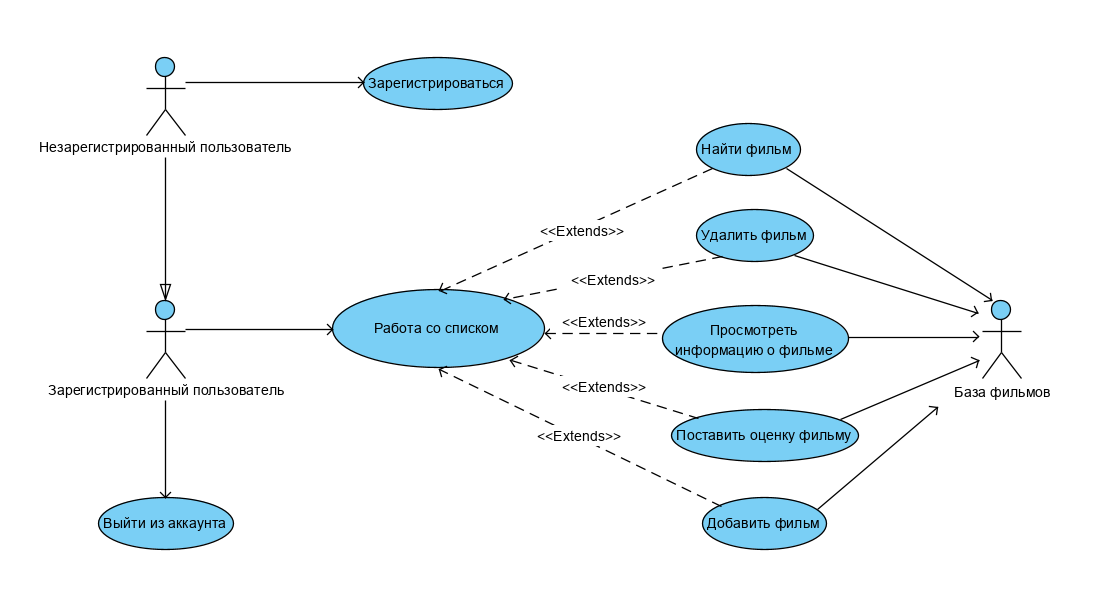 Зарегистрироваться
Незарегистрированный пользователь
Найти фильм
<<Extends>>
Удалить фильм
<<Extends>>
Работа со списком
<<Extends>>
Просмотреть
информацию о фильме
База фильмов
Зарегистрированный пользователь
<<Extends>>
Поставить оценку фильму
<<Extends>>
Выйти из аккаунта
Добавить фильм